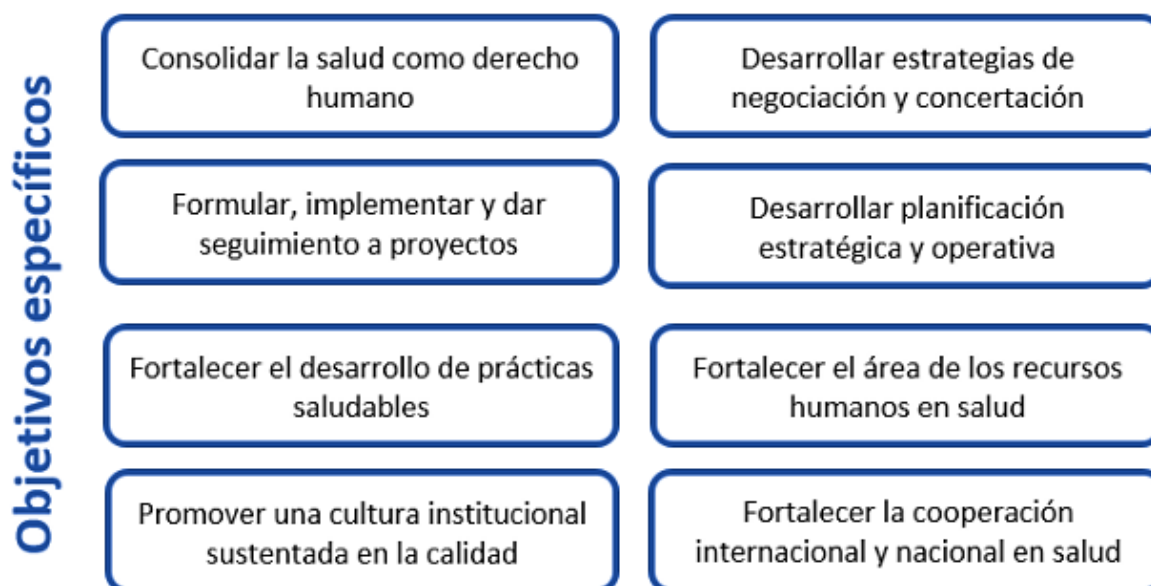 Objetivos específicos
Consolidar la salud como derecho
humano
Desarrollar estrategias de
negociación y concertación
Formular, implementar y dar
seguimiento a proyectos
Desarrollar planificación
estratégica y operativa
Fortalecer el desarrollo de prácticas
saludables
Fortalecer el área de los recursos
humanos en salud
Promover una cultura institucional
sustentada en la calidad
Fortalecer la cooperación
internacional y nacional en salud